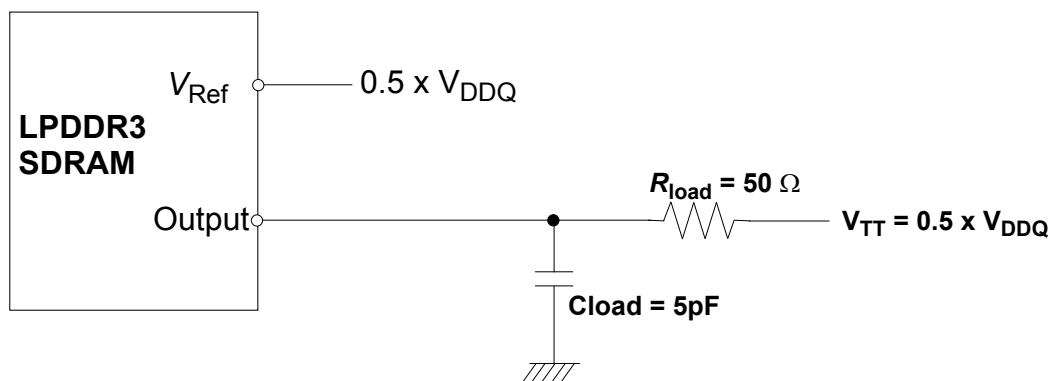 V_Ref
0.5 x V_DDQ
LPDDR3
SDRAM
R_load = 50 Ω
Output
V_TT = 0.5 x V_DDQ
Cload = 5pF